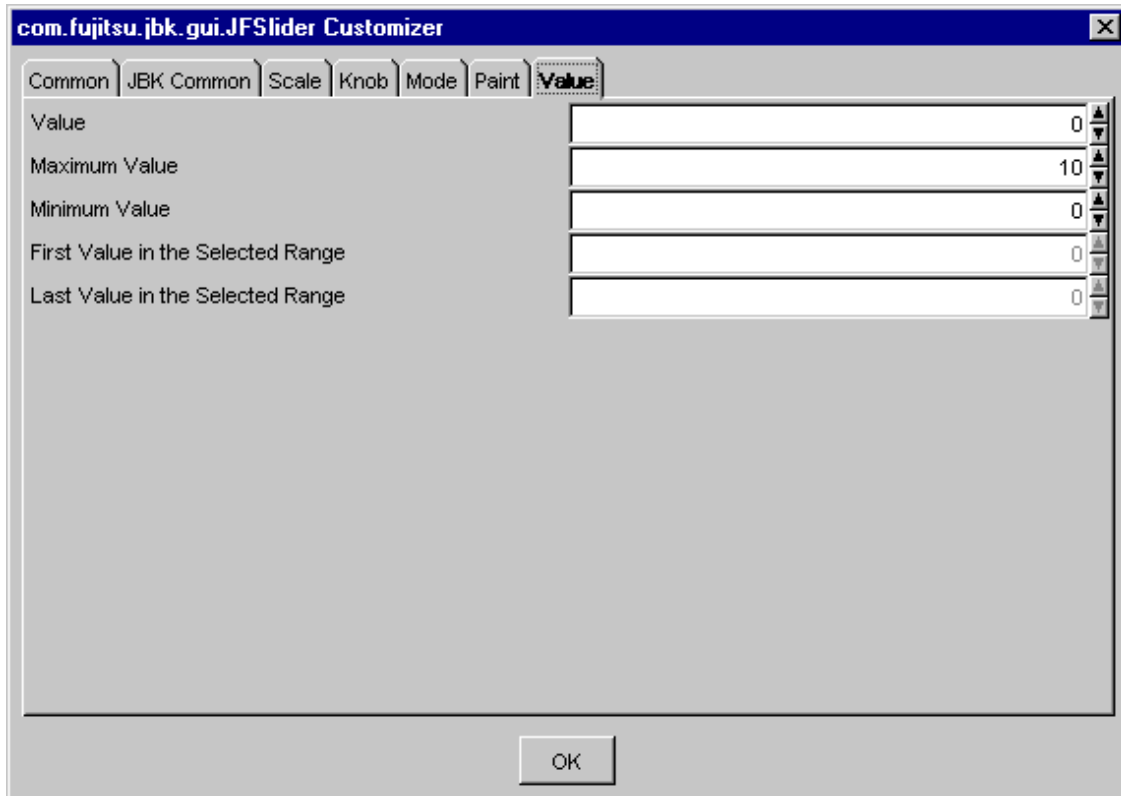 com.fujitsu.jbk.gui.JFSlider Customizer
Common JBK Common Scale Knob Mode Paint Value
Value 0
Maximum Value 10
Minimum Value 0
First Value in the Selected Range 0
Last Value in the Selected Range 0
OK